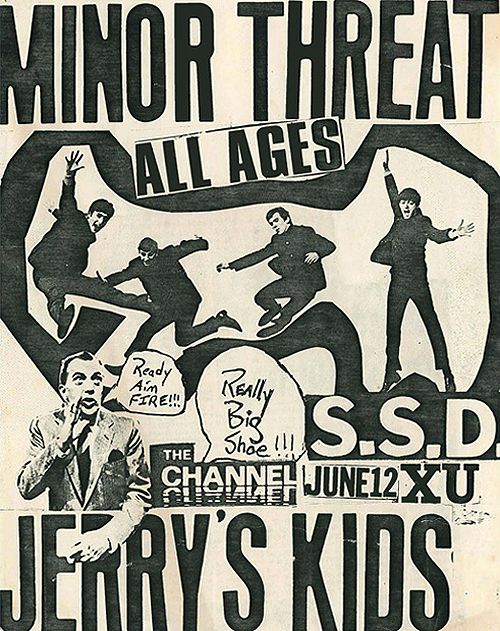 MINOR THREAT
ALL AGES
Ready
Aim
FIRE!!!
REally
Big
Shoe!!!
S.S.D.
THE
CHANNEL
JUNE 12 XU
JERRY'S KIDS